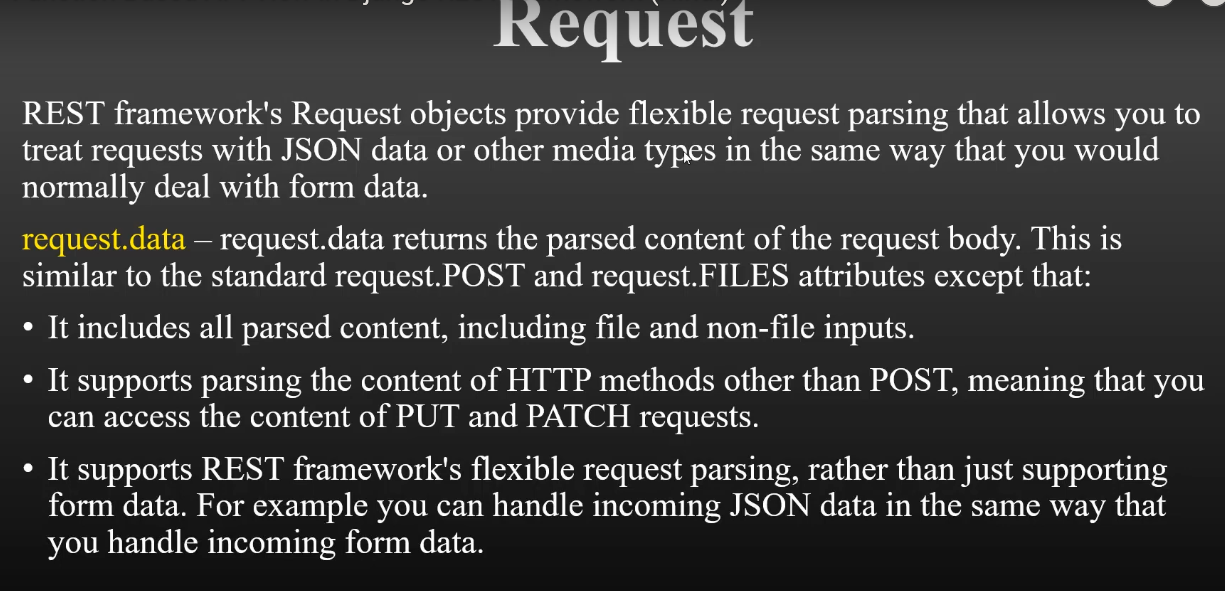 Request
REST framework's Request objects provide flexible request parsing that allows you to
treat requests with JSON data or other media types in the same way that you would
normally deal with form data.
request.data – request.data returns the parsed content of the request body. This is
similar to the standard request.POST and request.FILES attributes except that:
• It includes all parsed content, including file and non-file inputs.
• It supports parsing the content of HTTP methods other than POST, meaning that you
can access the content of PUT and PATCH requests.
• It supports REST framework's flexible request parsing, rather than just supporting
form data. For example you can handle incoming JSON data in the same way that
you handle incoming form data.